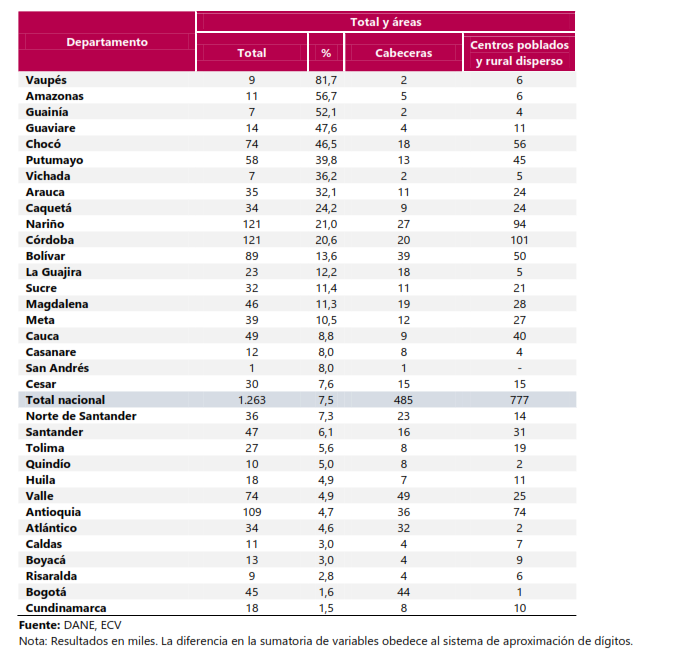 Departamento Total y áreas
Total % Cabeceras Centros poblados y rural disperso
Vaupés 9 81,7 2 6
Amazonas 11 56,7 5 6
Guainía 7 52,1 2 4
Guaviare 14 47,6 4 11
Chocó 74 46,5 18 56
Putumayo 58 39,8 13 45
Vichada 7 36,2 2 5
Arauca 35 32,1 11 24
Caquetá 34 24,2 9 24
Nariño 121 21,0 27 94
Córdoba 121 20,6 20 101
Bolívar 89 13,6 39 50
La Guajira 23 12,2 18 5
Sucre 32 11,4 11 21
Magdalena 46 11,3 19 28
Meta 39 10,5 12 27
Cauca 49 8,8 9 40
Casanare 12 8,0 8 4
San Andrés 1 8,0 1 -
Cesar 30 7,6 15 15
Total nacional 1.263 7,5 485 777
Norte de Santander 36 7,3 23 14
Santander 47 6,1 16 31
Tolima 27 5,6 8 19
Quindío 10 5,0 8 2
Huila 18 4,9 7 11
Valle 74 4,9 49 25
Antioquia 109 4,7 36 74
Atlántico 34 4,6 32 2
Caldas 11 3,0 4 7
Boyacá 13 3,0 4 9
Risaralda 9 2,8 4 6
Bogotá 45 1,6 44 1
Cundinamarca 18 1,5 8 10
Fuente: DANE, ECV
Nota: Resultados en miles. La diferencia en la sumatoria de variables obedece al sistema de aproximación de dígitos.